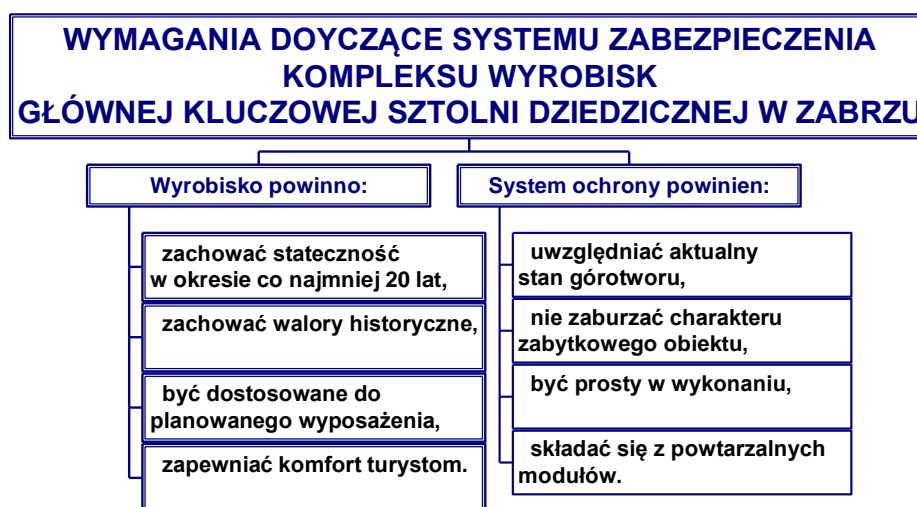 WYMAGANIA DOYCZĄCE SYSTEMU ZABEZPIECZENIA
KOMPLEKSU WYROBISK
GŁÓWNEJ KLUCZOWEJ SZTOLNI DZIEDZICZNEJ W ZABRZU
Wyrobisko powinno:
zachować stateczność
w okresie co najmniej 20 lat,
zachować walory historyczne,
być dostosowane do
planowanego wyposażenia,
zapewniać komfort turystom.
System ochrony powinien:
uwzględniać aktualny
stan górotworu,
nie zaburzać charakteru
zabytkowego obiektu,
być prosty w wykonaniu,
składać się z powtarzalnych
modułów.